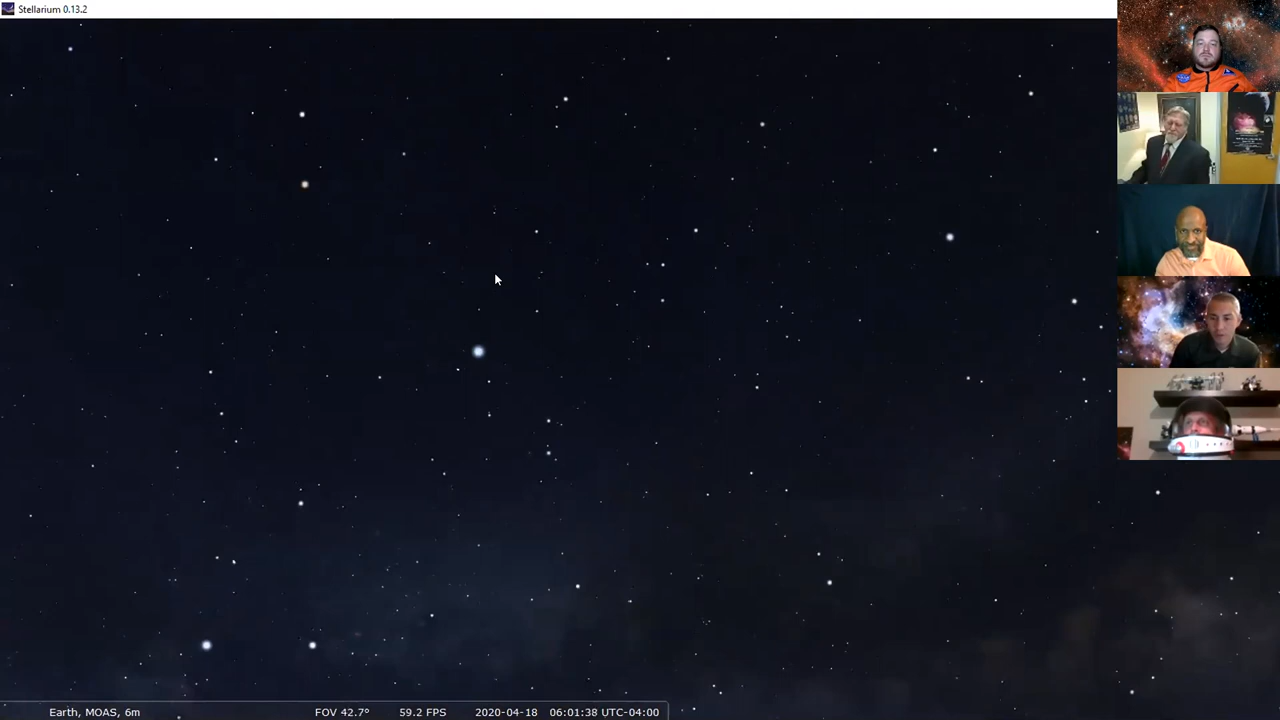 Stellarium 0.13.2
Earth, MOAS, 6m FOV 42.7° 59.2 FPS 2020-04-18 06:01:38 UTC-04:00